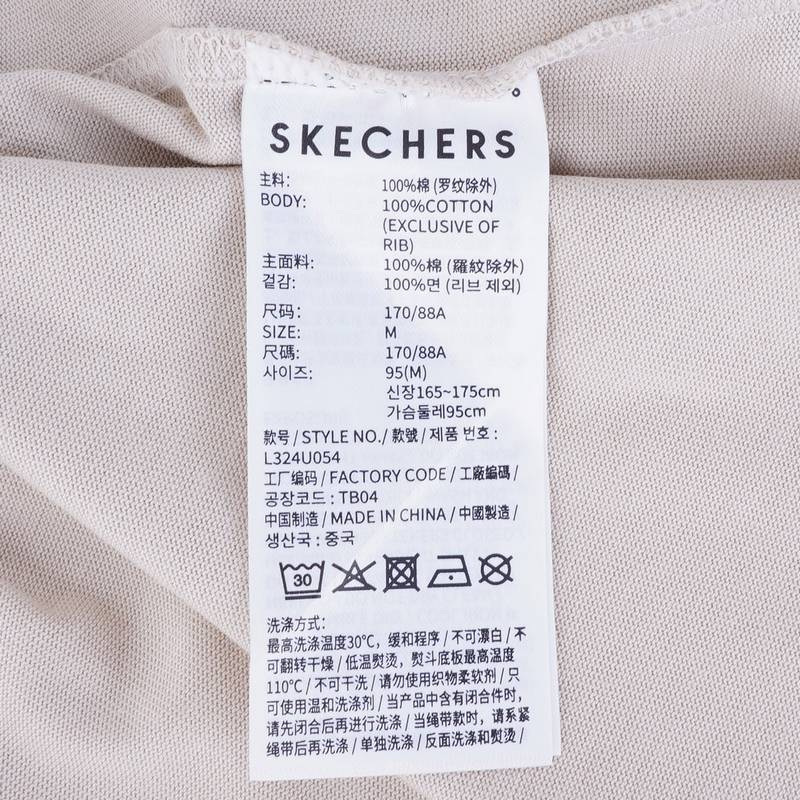 SKECHERS
主料: 100%棉 (罗纹除外)
BODY: 100%COTTON
(EXCLUSIVE OF
RIB)
主面料: 100%棉 (羅紋除外)
겉감: 100%면 (리브 제외)
尺码: 170/88A
SIZE: M
尺碼: 170/88A
사이즈: 95(M)
신장165~175cm
가슴둘레95cm
款号 / STYLE NO./ 款號 / 제품 번호 :
L324U054
工厂编码 / FACTORY CODE / 工廠編碼 /
공장코드 : TB04
中国制造 / MADE IN CHINA / 中國製造 /
생산국 : 중국
30
洗涤方式:
最高洗涤温度30°C，缓和程序 / 不可漂白 / 不
可翻转干燥 / 低温熨烫，熨斗底板最高温度
110°C / 不可干洗 / 请勿使用织物柔软剂 / 只
可使用温和洗涤剂 / 当产品中含有闭合件时，
请先闭合后再进行洗涤 / 当绳带款时，请系紧
绳带后再洗涤 / 单独洗涤 / 反面洗涤和熨烫 /